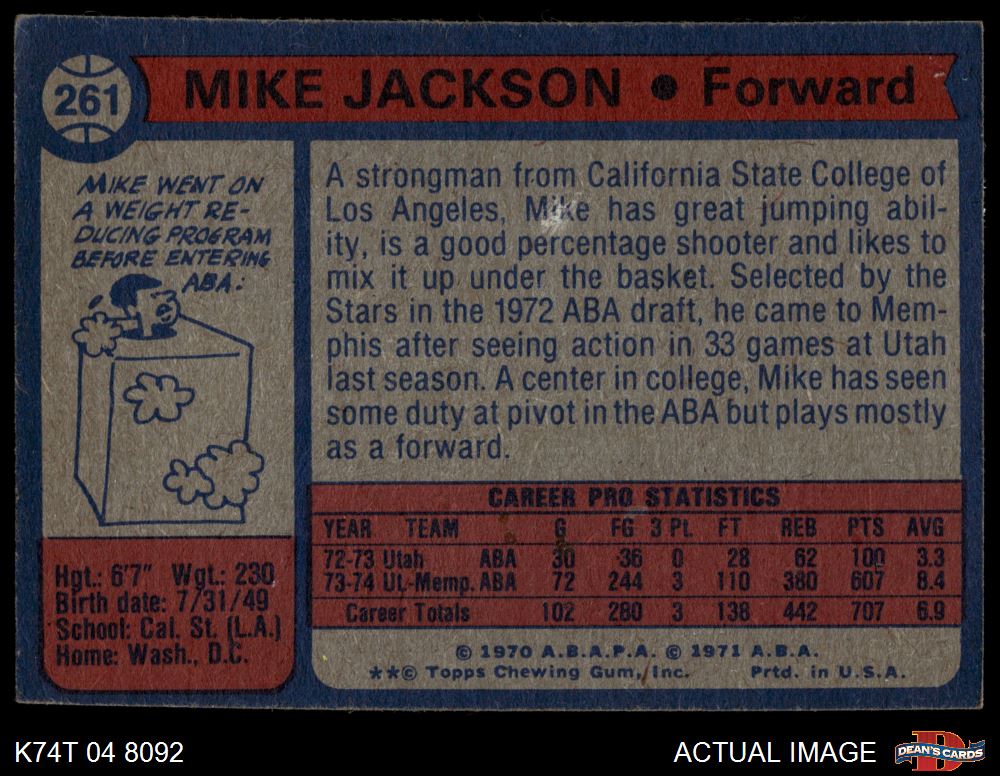 261
MIKE JACKSON • Forward
MIKE WENT ON
A WEIGHT RE-
DUCING PROGRAM
BEFORE ENTERING
ABA:
A strongman from California State College of
Los Angeles, Mike has great jumping abil-
ity, is a good percentage shooter and likes to
mix it up under the basket. Selected by the
Stars in the 1972 ABA draft, he came to Mem-
phis after seeing action in 33 games at Utah
last season. A center in college, Mike has seen
some duty at pivot in the ABA but plays mostly
as a forward.
Hgt.: 6'7" Wgt.: 230
Birth date: 7/31/49
School: Cal. St. (L.A.)
Home: Wash., D.C.
CAREER PRO STATISTICS
YEAR TEAM G FG 3 Pt. FT REB PTS AVG
72-73 Utah ABA 30 36 0 28 62 100 3.3
73-74 Ut.-Memp. ABA 72 244 3 110 380 607 8.4
Career Totals 102 280 3 138 442 707 6.9
© 1970 A.B.A.P.A. © 1971 A.B.A.
**© Topps Chewing Gum, Inc. Prtd. in U.S.A.
K74T 04 8092
ACTUAL IMAGE
DEAN'S CARDS